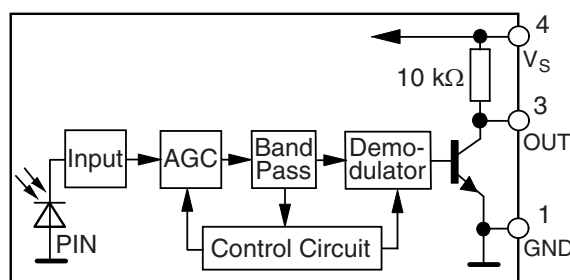 4
V_S
10 kΩ
3
OUT
Input
AGC
Band
Pass
Demo-
dulator
1
GND
PIN
Control Circuit